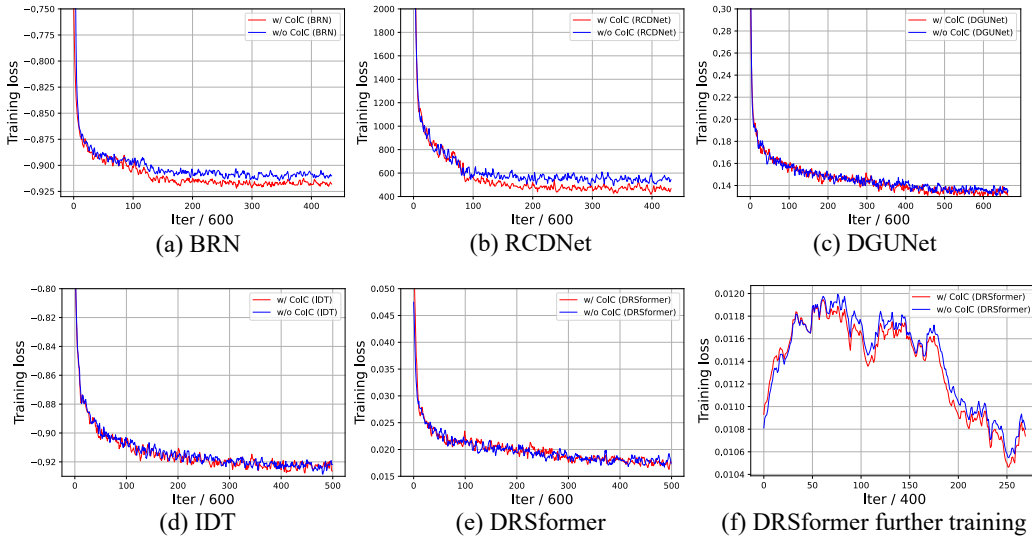 −0.750
−0.775
−0.800
−0.825
−0.850
−0.875
−0.900
−0.925
Training loss
w/ CoIC (BRN)
w/o CoIC (BRN)
0 100 200 300 400
Iter / 600
(a) BRN
2000
1800
1600
1400
1200
1000
800
600
400
Training loss
w/ CoIC (RCDNet)
w/o CoIC (RCDNet)
0 100 200 300 400
Iter / 600
(b) RCDNet
0,30
0,28
0,26
0,24
0,22
0,20
0,18
0,16
0,14
Training loss
w/ CoIC (DGUNet)
w/o CoIC (DGUNet)
0 100 200 300 400 500 600
Iter / 600
(c) DGUNet
−0.80
−0.82
−0.84
−0.86
−0.88
−0.90
−0.92
Training loss
w/ CoIC (IDT)
w/o CoIC (IDT)
0 100 200 300 400 500
Iter / 600
(d) IDT
0.050
0.045
0.040
0.035
0.030
0.025
0.020
0.015
Training loss
w/ CoIC (DRSformer)
w/o CoIC (DRSformer)
0 100 200 300 400 500
Iter / 600
(e) DRSformer
0,0120
0,0118
0,0116
0,0114
0,0112
0,0110
0,0108
0,0106
0,0104
Training loss
w/ CoIC (DRSformer)
w/o CoIC (DRSformer)
0 50 100 150 200 250
Iter / 400
(f) DRSformer further training